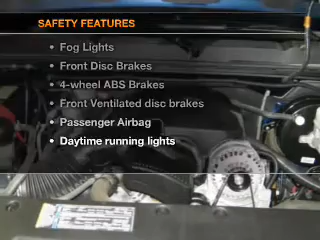 SAFETY FEATURES
• Fog Lights
• Front Disc Brakes
• 4-wheel ABS Brakes
• Front Ventilated disc brakes
• Passenger Airbag
• Daytime running lights